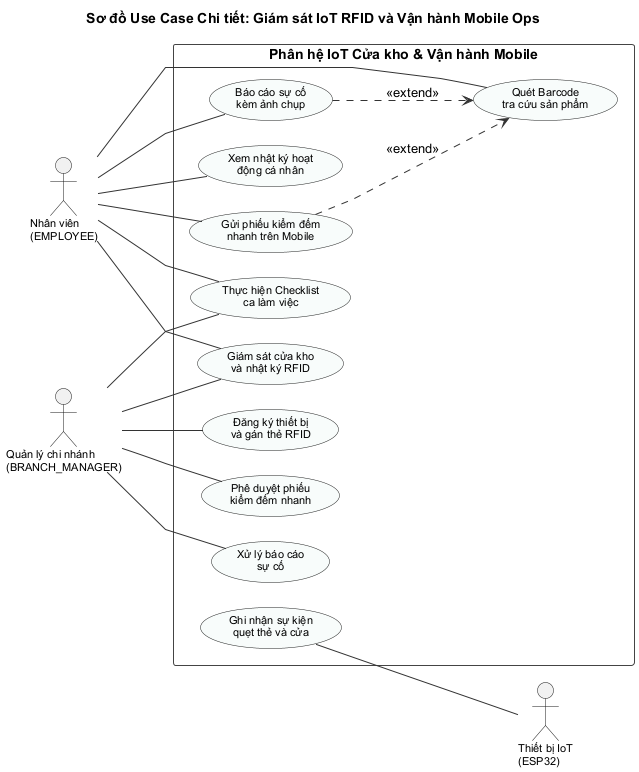 Sơ đồ Use Case Chi tiết: Giám sát IoT RFID và Vận hành Mobile Ops
Phân hệ IoT Cửa kho & Vận hành Mobile
Báo cáo sự cố
kèm ảnh chụp
«extend»
Quét Barcode
tra cứu sản phẩm
Xem nhật ký hoạt
động cá nhân
«extend»
Gửi phiếu kiểm đếm
nhanh trên Mobile
Nhân viên
(EMPLOYEE)
Thực hiện Checklist
ca làm việc
Giám sát cửa kho
và nhật ký RFID
Đăng ký thiết bị
và gán thẻ RFID
Quản lý chi nhánh
(BRANCH_MANAGER)
Phê duyệt phiếu
kiểm đếm nhanh
Xử lý báo cáo
sự cố
Ghi nhận sự kiện
quẹt thẻ và cửa
Thiết bị IoT
(ESP32)